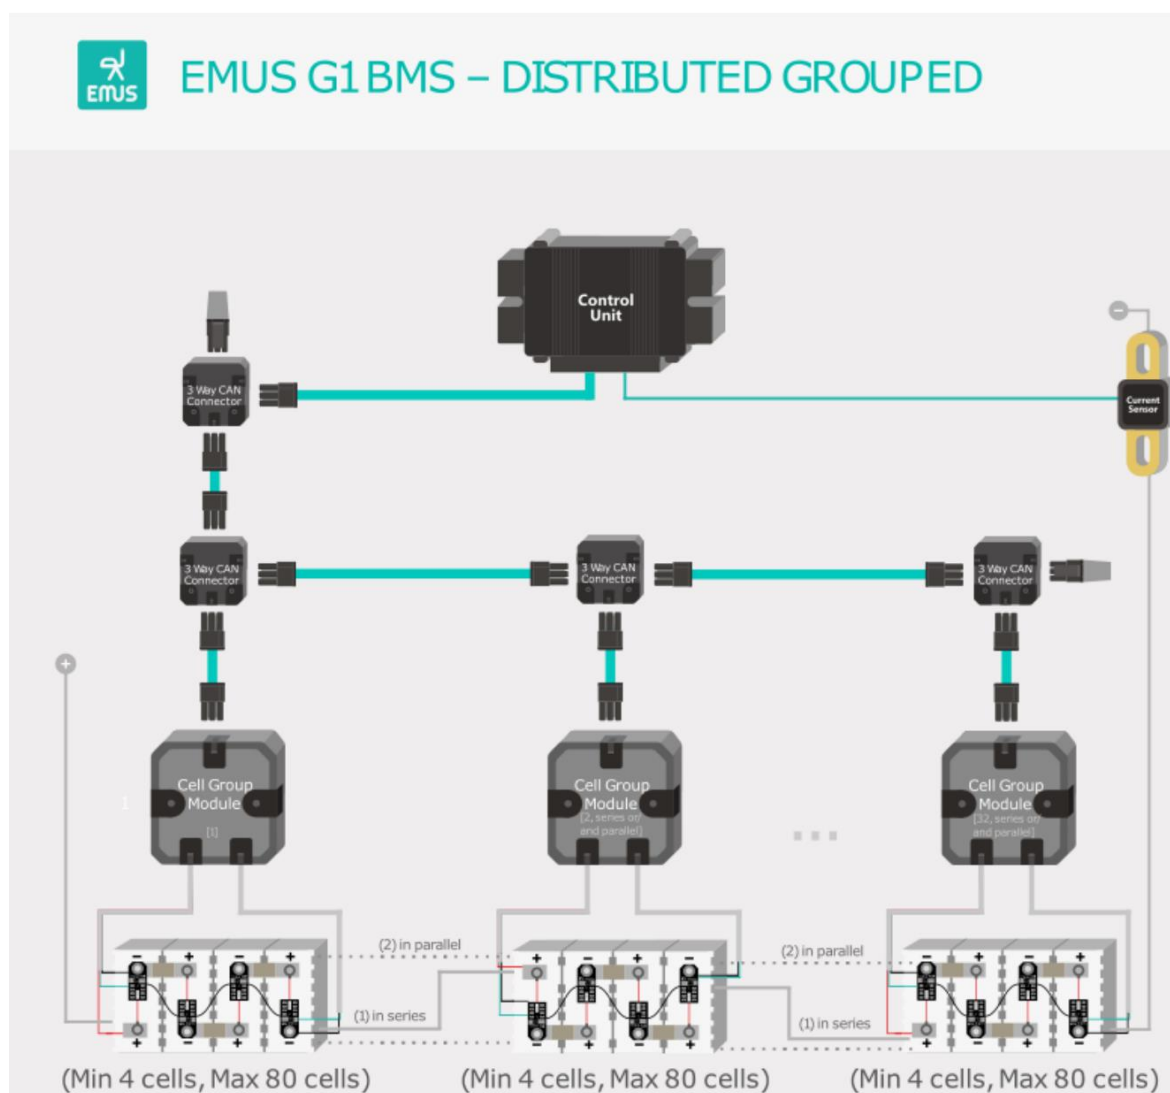 EMUS
EMUS G1 BMS – DISTRIBUTED GROUPED
Control
Unit
3 Way CAN
Connector
Current
Sensor
3 Way CAN
Connector
3 Way CAN
Connector
3 Way CAN
Connector
1
Cell Group
Module
[1]
Cell Group
Module
[2, series or/
and parallel]
...
Cell Group
Module
[32, series or/
and parallel]
(2) in parallel
(1) in series
(2) in parallel
(1) in series
(Min 4 cells, Max 80 cells)
(Min 4 cells, Max 80 cells)
(Min 4 cells, Max 80 cells)